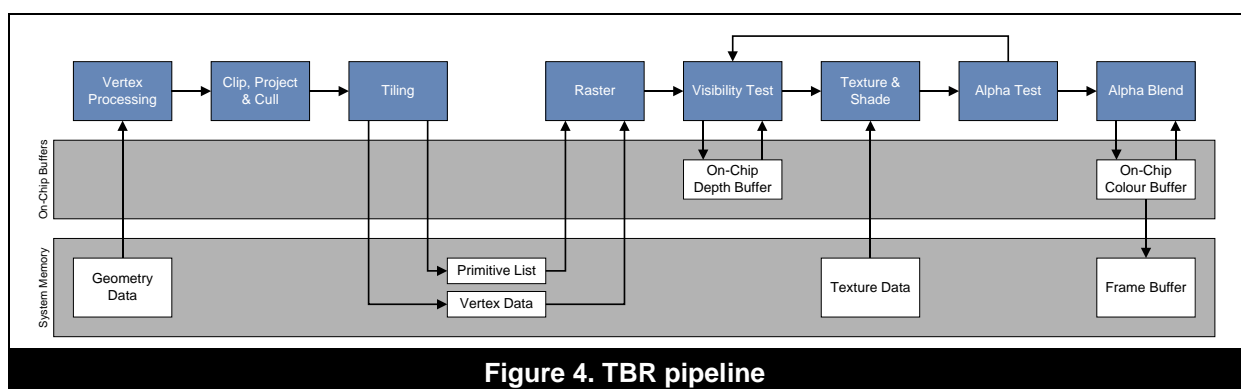 Vertex
Processing
Clip, Project
& Cull
Tiling
Raster
Visibility Test
Texture &
Shade
Alpha Test
Alpha Blend
On-Chip Buffers
On-Chip
Depth Buffer
On-Chip
Colour Buffer
System Memory
Geometry
Data
Primitive List
Vertex Data
Texture Data
Frame Buffer
Figure 4. TBR pipeline